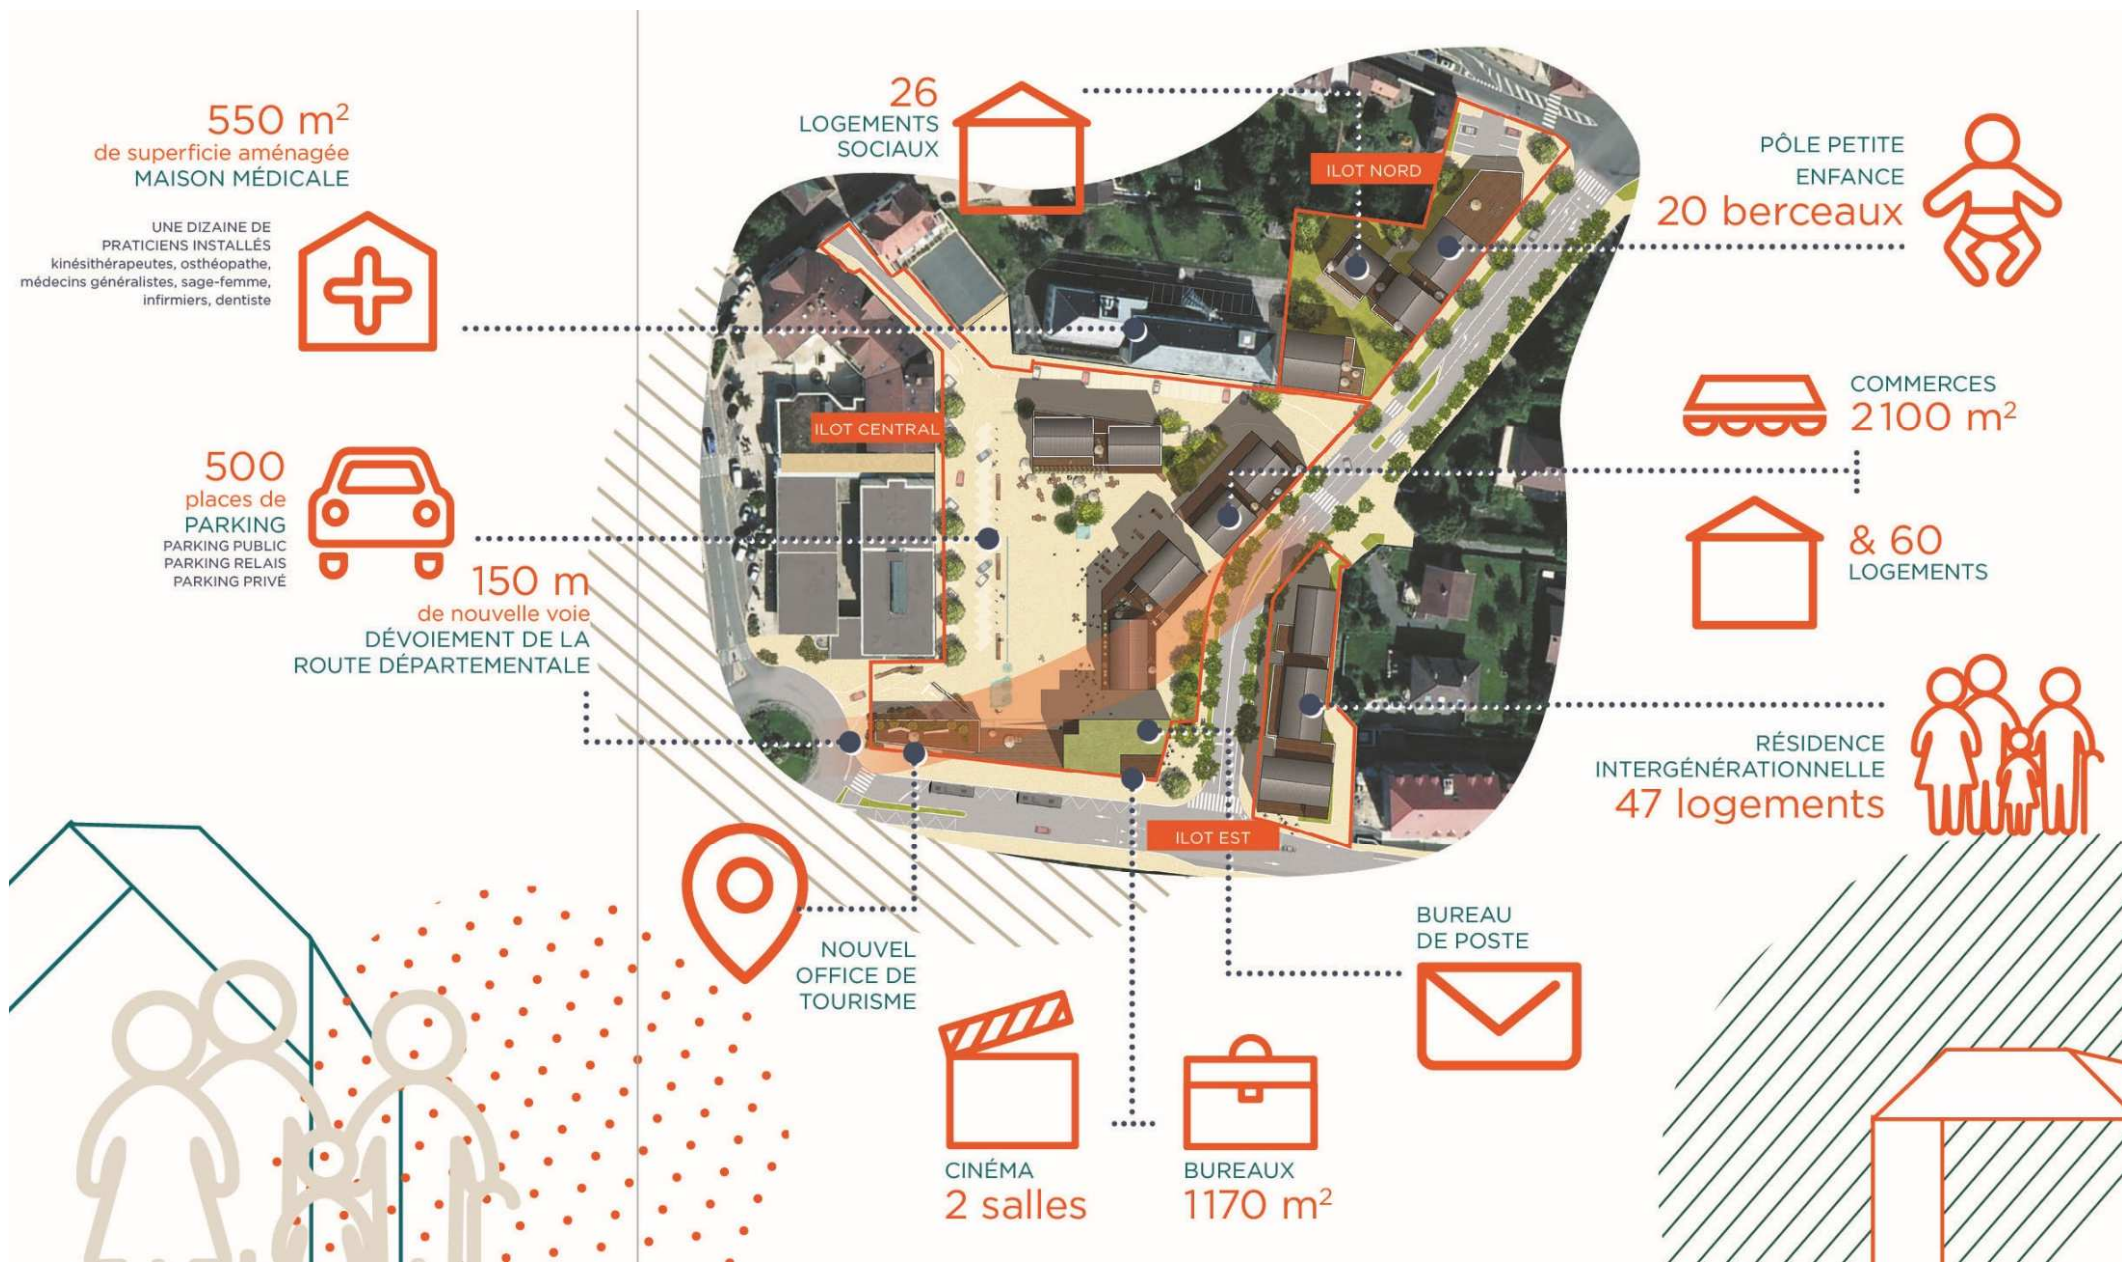 550 m²
de superficie aménagée
MAISON MÉDICALE
UNE DIZAINE DE
PRATICIENS INSTALLÉS
kinésithérapeutes, osthéopathe,
médecins généralistes, sage-femme,
infirmiers, dentiste
500
places de
PARKING
PARKING PUBLIC
PARKING RELAIS
PARKING PRIVÉ
150 m
de nouvelle voie
DÉVOIEMENT DE LA
ROUTE DÉPARTEMENTALE
26
LOGEMENTS
SOCIAUX
ILOT NORD
ILOT CENTRAL
ILOT EST
PÔLE PETITE
ENFANCE
20 berceaux
COMMERCES
2100 m²
& 60
LOGEMENTS
RÉSIDENCE
INTERGÉNÉRATIONNELLE
47 logements
NOUVEL
OFFICE DE
TOURISME
CINÉMA
2 salles
BUREAUX
1170 m²
BUREAU
DE POSTE